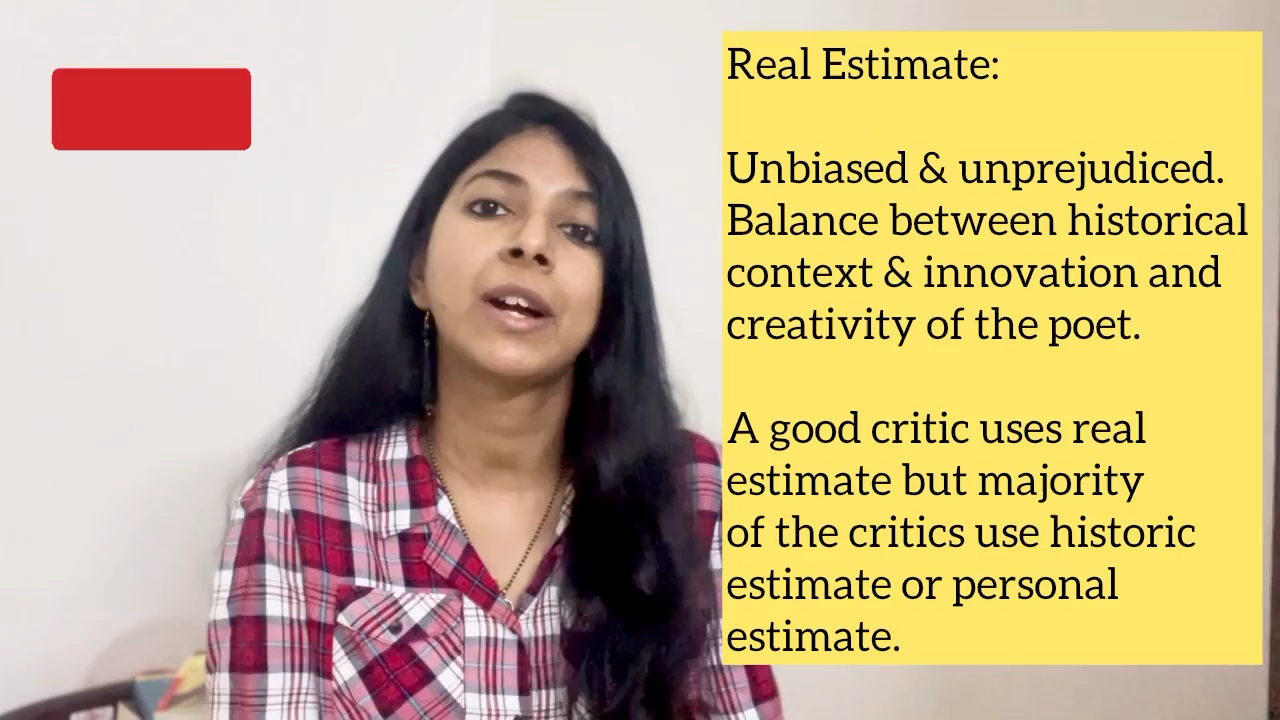 Real Estimate:
Unbiased & unprejudiced.
Balance between historical
context & innovation and
creativity of the poet.
A good critic uses real
estimate but majority
of the critics use historic
estimate or personal
estimate.